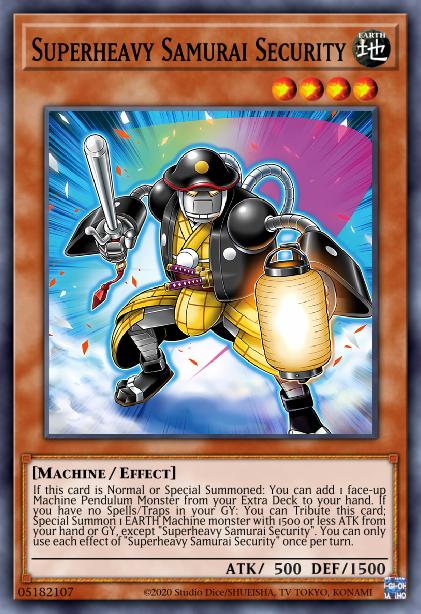 SUPERHEAVY SAMURAI SECURITY
EARTH
地
[MACHINE / EFFECT]
If this card is Normal or Special Summoned: You can add 1 face-up
Machine Pendulum Monster from your Extra Deck to your hand. If
you have no Spells/Traps in your GY: You can Tribute this card;
Special Summon 1 EARTH Machine monster with 1500 or less ATK from
your hand or GY, except "Superheavy Samurai Security". You can only
use each effect of "Superheavy Samurai Security" once per turn.
ATK/ 500 DEF/1500
05182107
©2020 Studio Dice/SHUEISHA, TV TOKYO, KONAMI